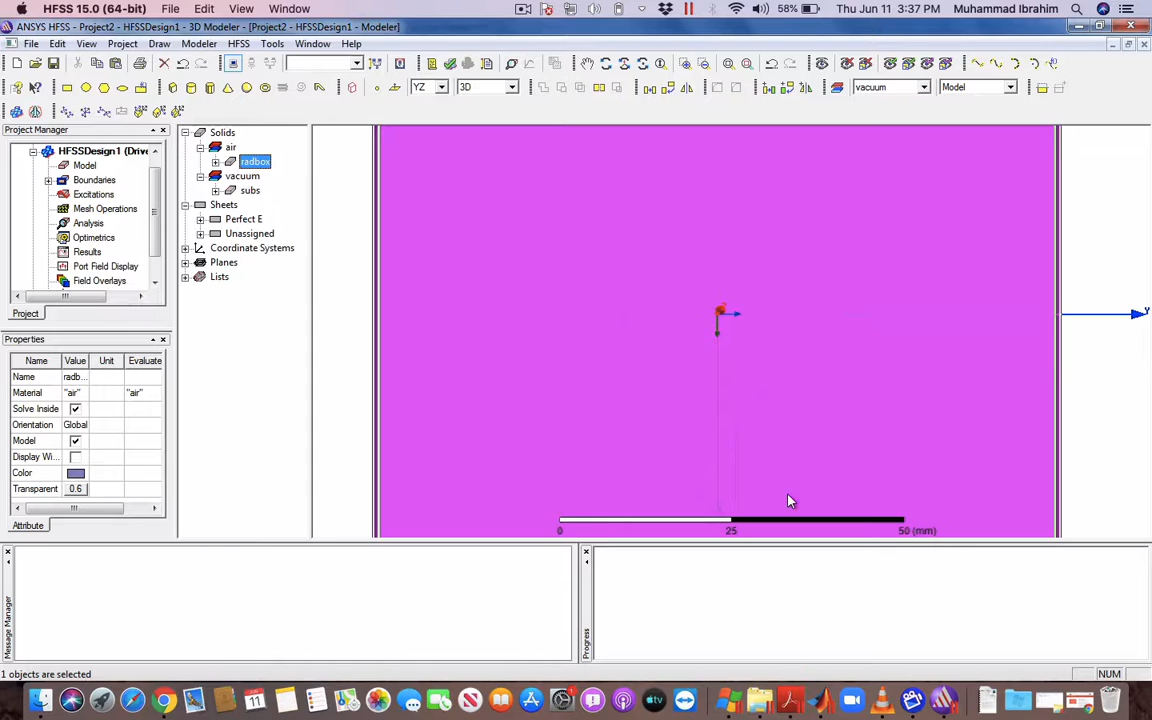 HFSS 15.0 (64-bit) File Edit View Window 58% Thu Jun 11 3:37 PM Muhammad Ibrahim
ANSYS HFSS - Project2 - HFSSDesign1 - 3D Modeler - [Project2 - HFSSDesign1 - Modeler]
File Edit View Project Draw Modeler HFSS Tools Window Help
YZ 3D vacuum Model
Project Manager
HFSSDesign1 (Drive
Model
Boundaries
Excitations
Mesh Operations
Analysis
Optimetrics
Results
Port Field Display
Field Overlays
Project
Solids
air
radbox
vacuum
subs
Sheets
Perfect E
Unassigned
Coordinate Systems
Planes
Lists
Properties
Name Value Unit Evaluate
Name radb...
Material "air" "air"
Solve Inside
Orientation Global
Model
Display Wi...
Color
Transparent 0.6
Attribute
Y
0 25 50 (mm)
Message Manager
Progress
1 objects are selected
NUM